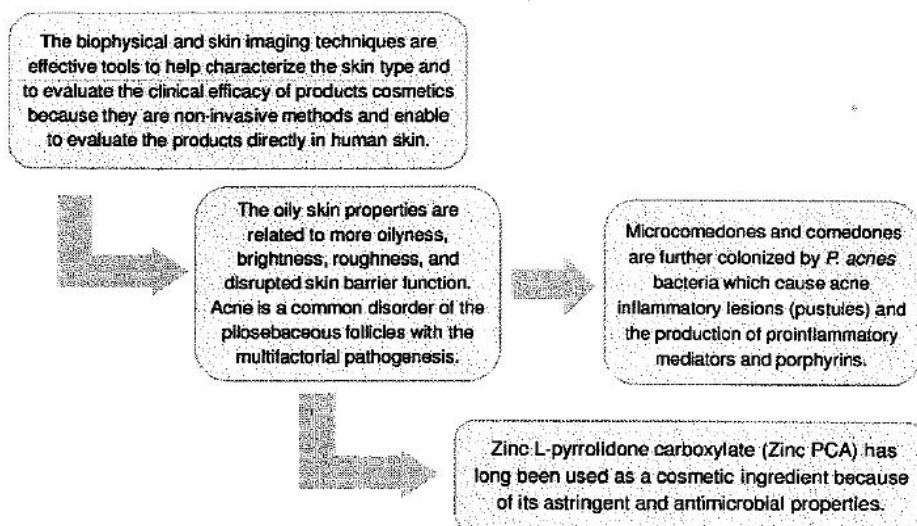 The biophysical and skin imaging techniques are
effective tools to help characterize the skin type and
to evaluate the clinical efficacy of products cosmetics
because they are non-invasive methods and enable
to evaluate the products directly in human skin.
The oily skin properties are
related to more oilyness,
brightness, roughness, and
disrupted skin barrier function.
Acne is a common disorder of the
pilosebaceous follicles with the
multifactorial pathogenesis.
Microcomedones and comedones
are further colonized by P. acnes
bacteria which cause acne
inflammatory lesions (pustules) and
the production of proinflammatory
mediators and porphyrins.
Zinc L-pyrrolidone carboxylate (Zinc PCA) has
long been used as a cosmetic ingredient because
of its astringent and antimicrobial properties.